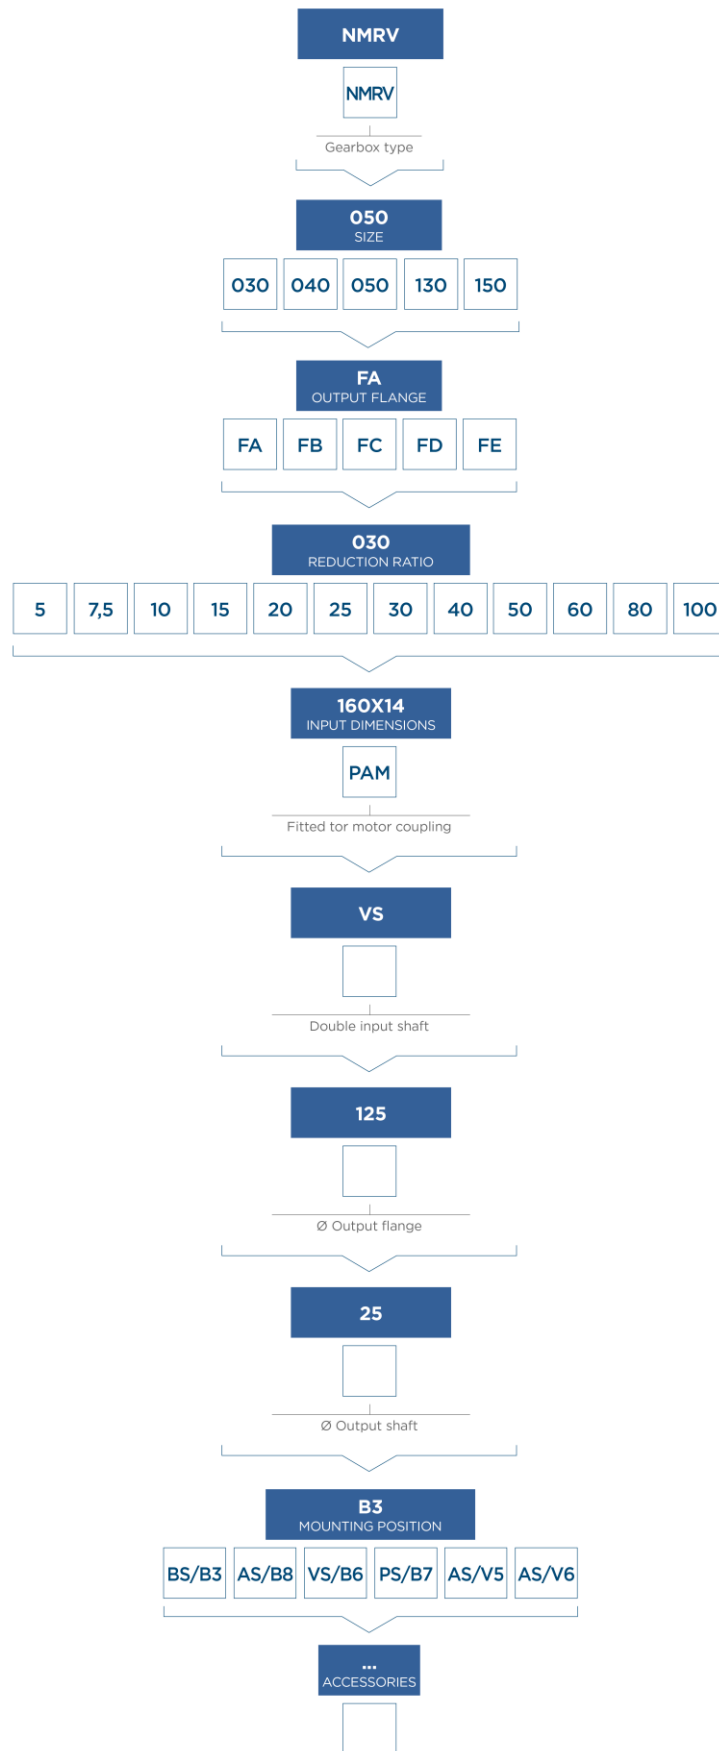 NMRV
NMRV
Gearbox type
050
SIZE
030 040 050 130 150
FA
OUTPUT FLANGE
FA FB FC FD FE
030
REDUCTION RATIO
5 7,5 10 15 20 25 30 40 50 60 80 100
160X14
INPUT DIMENSIONS
PAM
Fitted tor motor coupling
VS
Double input shaft
125
Ø Output flange
25
Ø Output shaft
B3
MOUNTING POSITION
BS/B3 AS/B8 VS/B6 PS/B7 AS/V5 AS/V6
...
ACCESSORIES